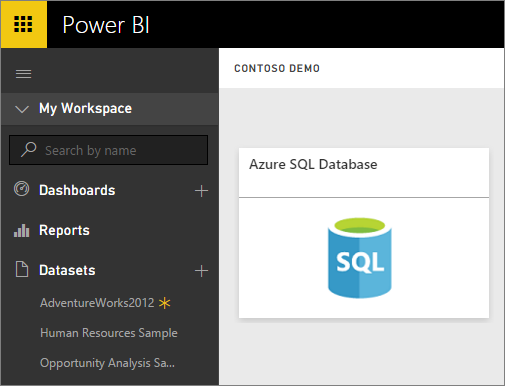 Power BI
My Workspace
Search by name
Dashboards
Reports
Datasets
AdventureWorks2012
Human Resources Sample
Opportunity Analysis Sa...
CONTOSO DEMO
Azure SQL Database
SQL